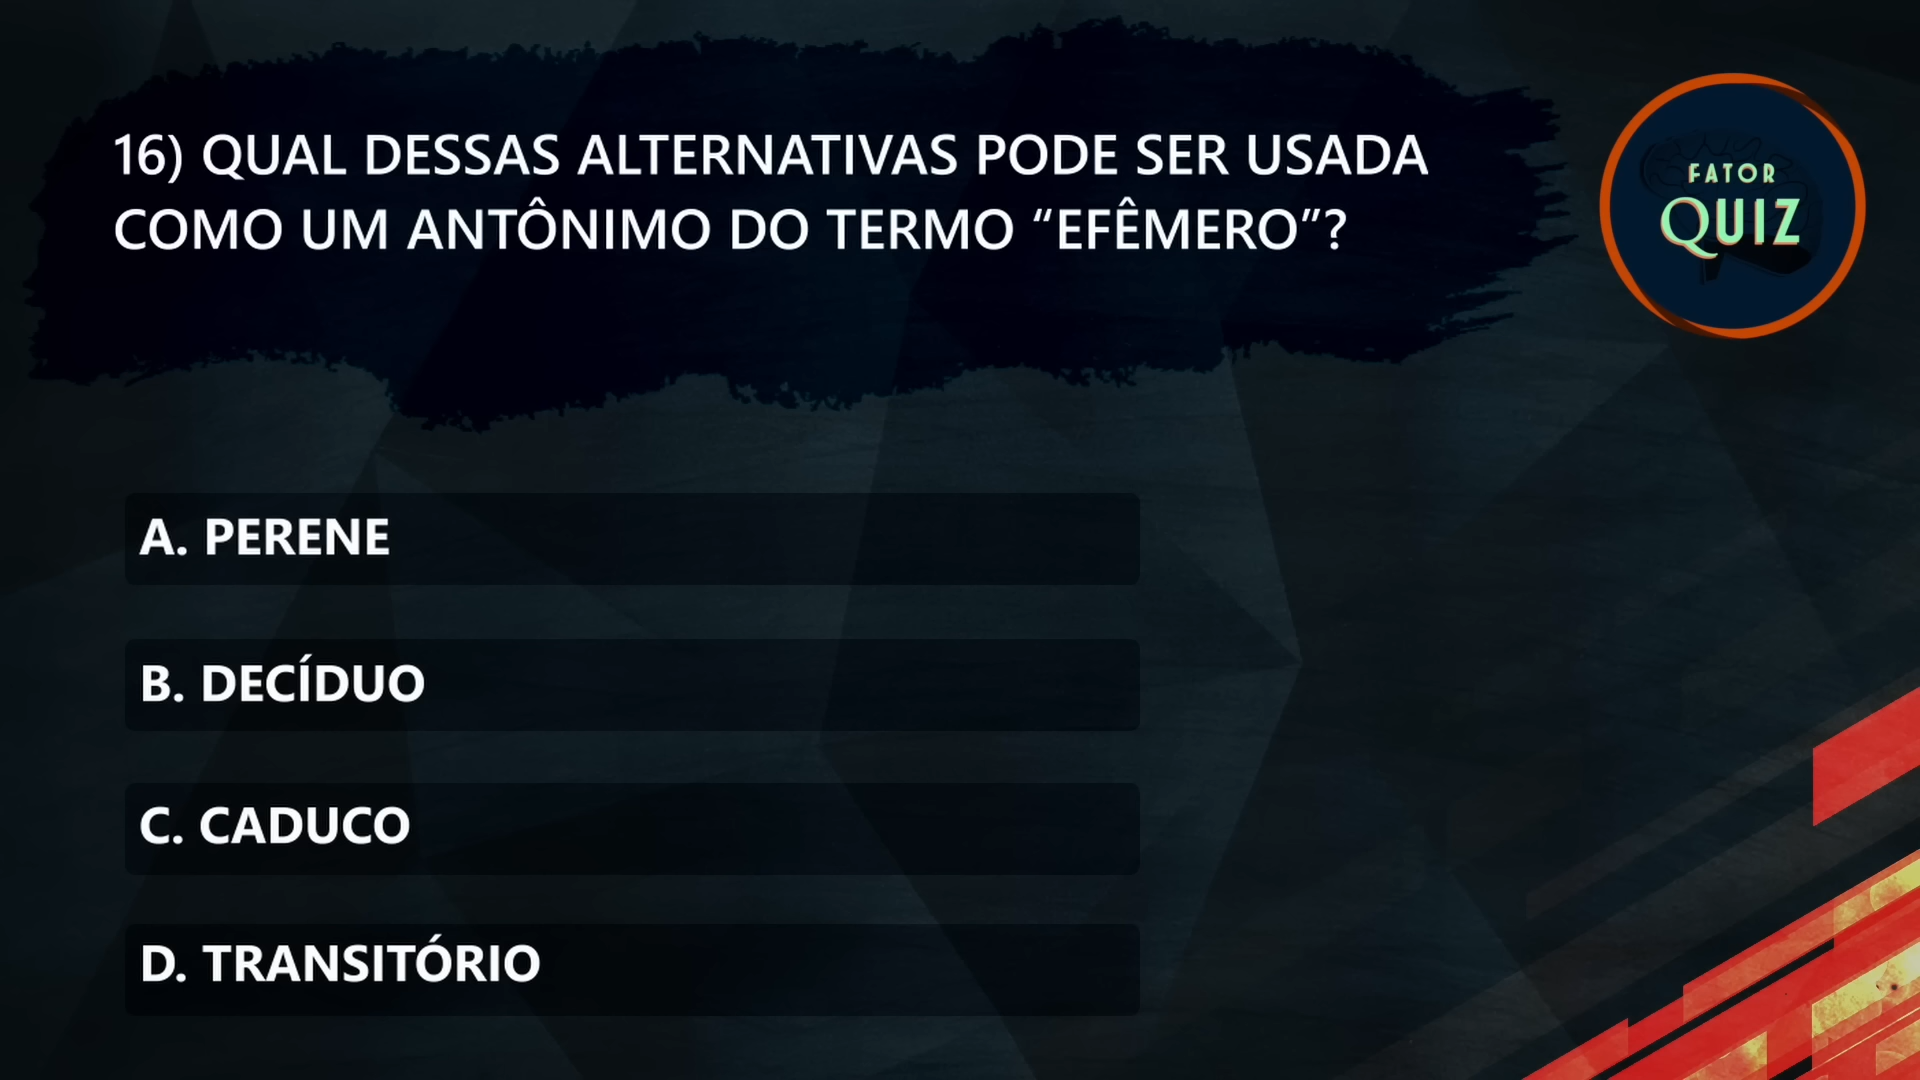 16) QUAL DESSAS ALTERNATIVAS PODE SER USADA
COMO UM ANTÔNIMO DO TERMO “EFÊMERO”?
FATOR
QUIZ
A. PERENE
B. DECÍDUO
C. CADUCO
D. TRANSITÓRIO